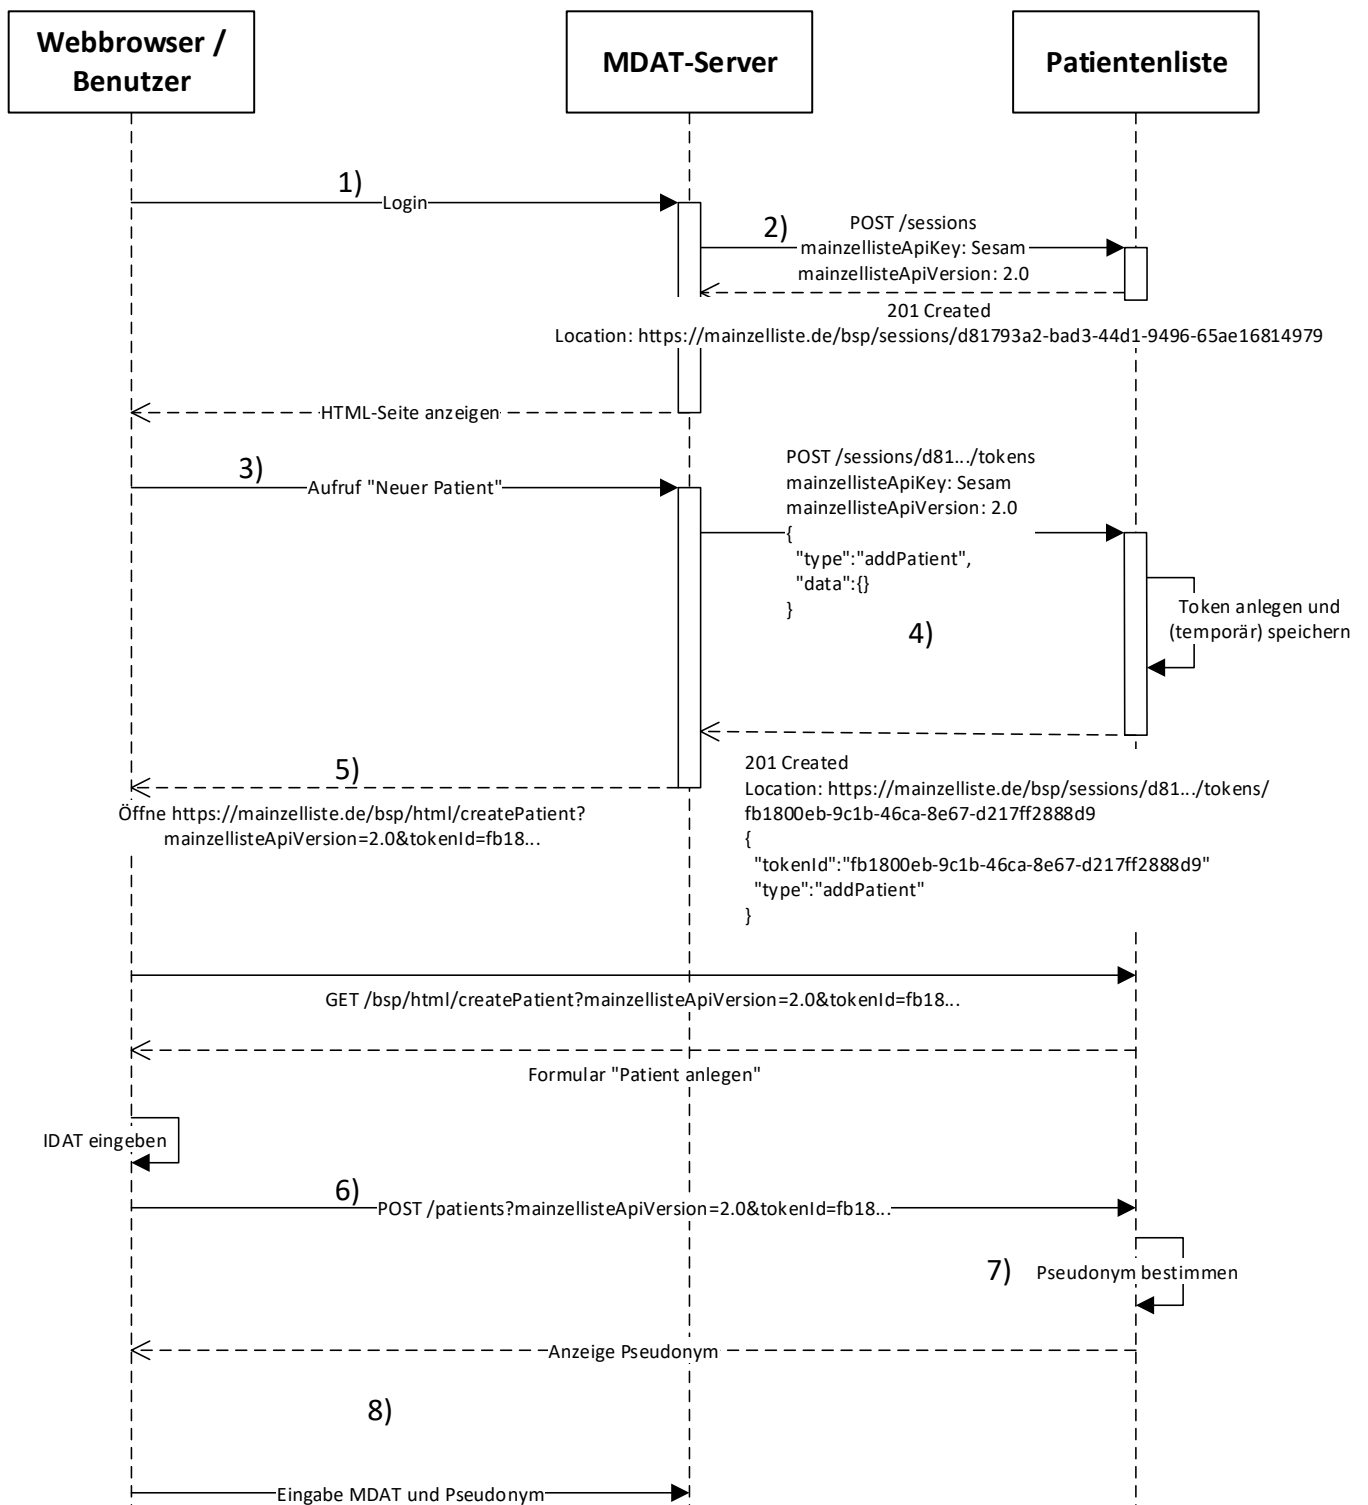 Webbrowser /
Benutzer
MDAT-Server
Patientenliste
1)
Login
2)
POST /sessions
mainzellisteApiKey: Sesam
mainzellisteApiVersion: 2.0
201 Created
Location: https://mainzelliste.de/bsp/sessions/d81793a2-bad3-44d1-9496-65ae16814979
HTML-Seite anzeigen
3)
Aufruf "Neuer Patient"
POST /sessions/d81.../tokens
mainzellisteApiKey: Sesam
mainzellisteApiVersion: 2.0
{
"type":"addPatient",
"data":{}
}
4)
Token anlegen und
(temporär) speichern
5)
Öffne https://mainzelliste.de/bsp/html/createPatient?
mainzellisteApiVersion=2.0&tokenId=fb18...
201 Created
Location: https://mainzelliste.de/bsp/sessions/d81.../tokens/
fb1800eb-9c1b-46ca-8e67-d217ff2888d9
{
"tokenId":"fb1800eb-9c1b-46ca-8e67-d217ff2888d9"
"type":"addPatient"
}
GET /bsp/html/createPatient?mainzellisteApiVersion=2.0&tokenId=fb18...
Formular "Patient anlegen"
IDAT eingeben
6)
POST /patients?mainzellisteApiVersion=2.0&tokenId=fb18...
7)
Pseudonym bestimmen
Anzeige Pseudonym
8)
Eingabe MDAT und Pseudonym